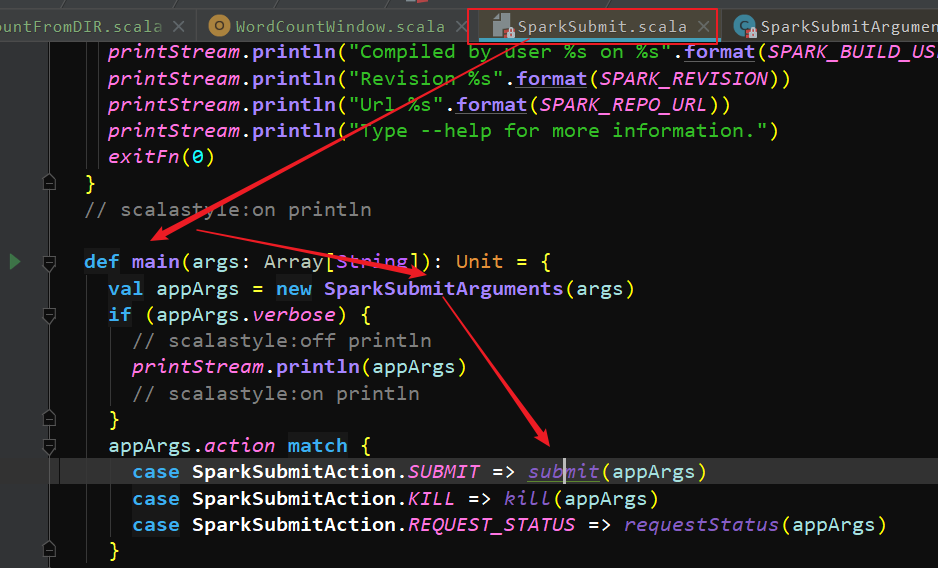 ountFromDIR.scala WordCountWindow.scala SparkSubmit.scala SparkSubmitArgumen
printStream.println("Compiled by user %s on %s".format(SPARK_BUILD_US
printStream.println("Revision %s".format(SPARK_REVISION))
printStream.println("Url %s".format(SPARK_REPO_URL))
printStream.println("Type --help for more information.")
exitFn(0)
}
// scalastyle:on println
def main(args: Array[String]): Unit = {
val appArgs = new SparkSubmitArguments(args)
if (appArgs.verbose) {
// scalastyle:off println
printStream.println(appArgs)
// scalastyle:on println
}
appArgs.action match {
case SparkSubmitAction.SUBMIT => submit(appArgs)
case SparkSubmitAction.KILL => kill(appArgs)
case SparkSubmitAction.REQUEST_STATUS => requestStatus(appArgs)
}